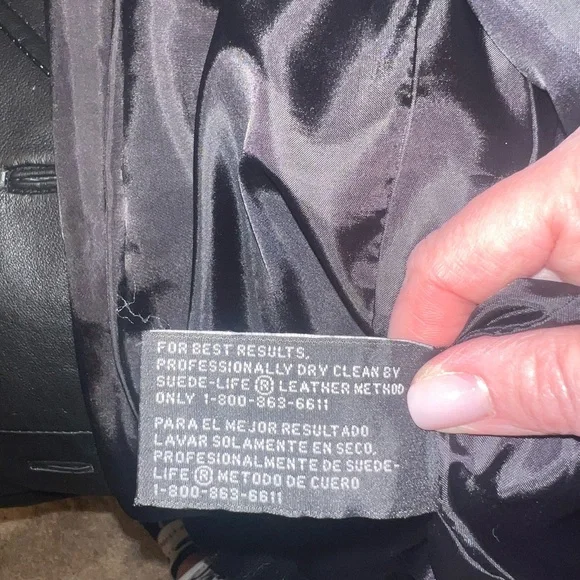 FOR BEST RESULTS,
PROFESSIONALLY DRY CLEAN BY
SUEDE-LIFE ® LEATHER METHOD
ONLY 1-800-863-6611
PARA EL MEJOR RESULTADO
LAVAR SOLAMENTE EN SECO,
PROFESIONALMENTE DE SUEDE-
LIFE ® METODO DE CUERO
1-800-863-6611